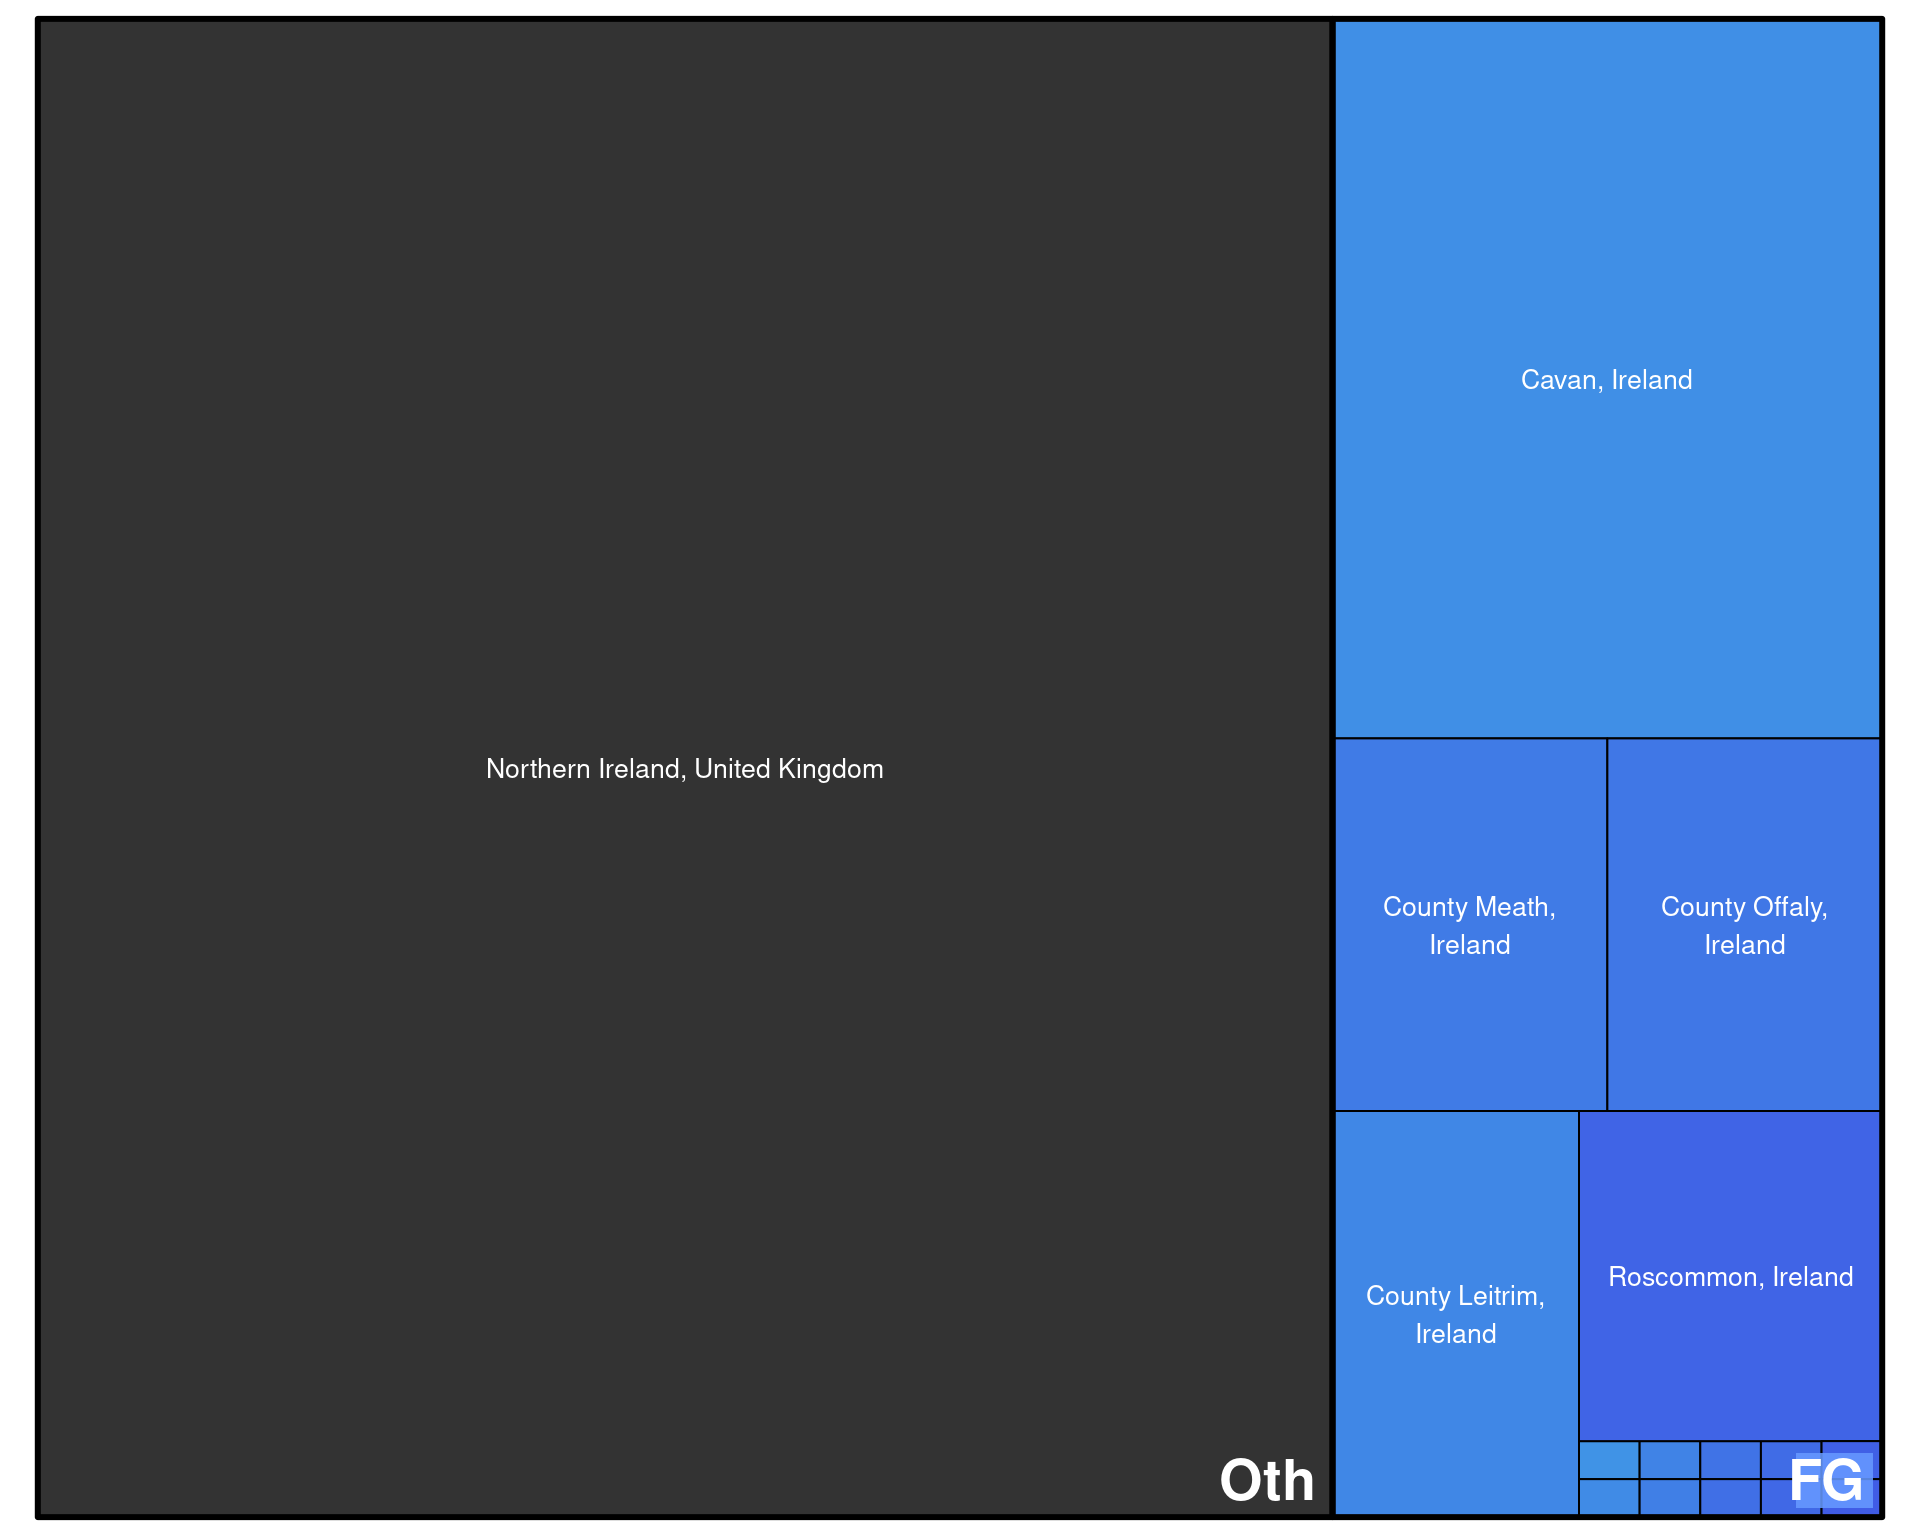 Cavan, Ireland
Northern Ireland, United Kingdom
County Meath,
Ireland
County Offaly,
Ireland
County Leitrim,
Ireland
Roscommon, Ireland
Oth
FG